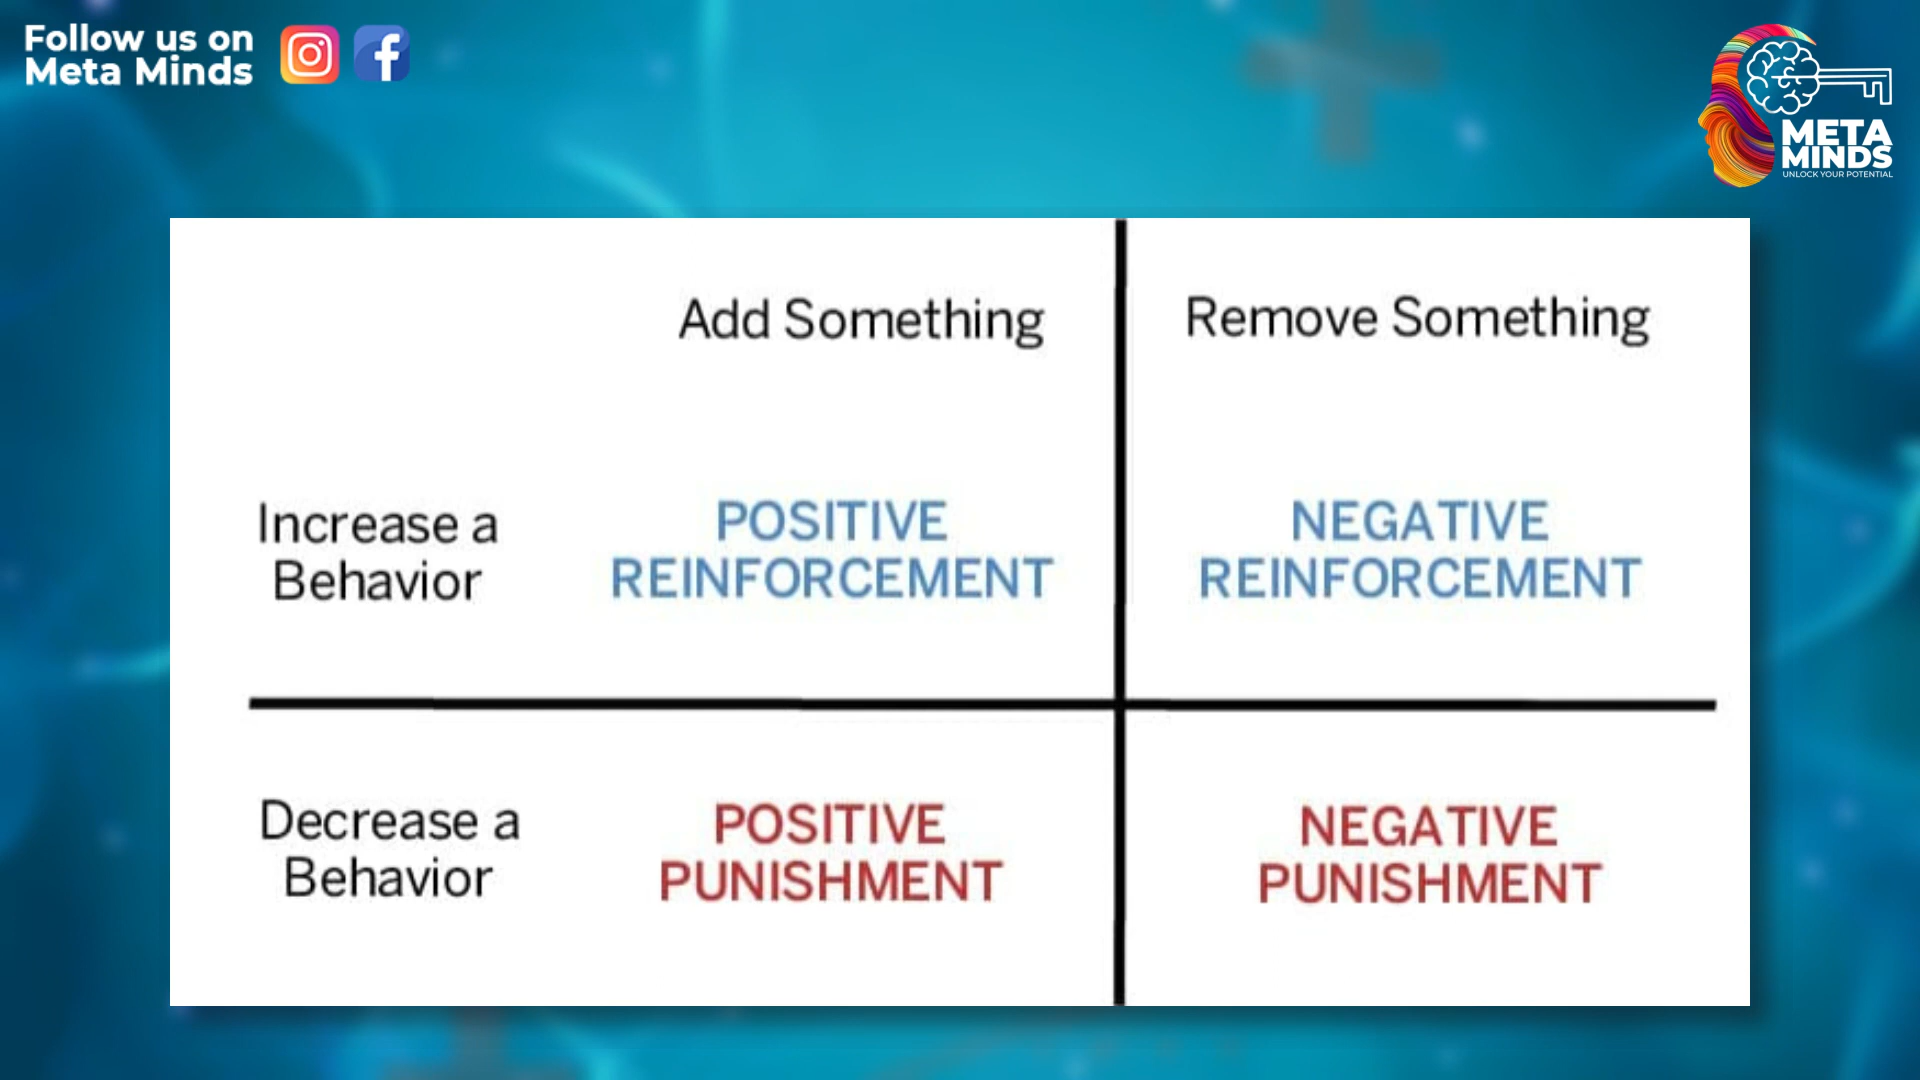 Follow us on
Meta Minds
META
MINDS
UNLOCK YOUR POTENTIAL
Add Something
Remove Something
Increase a
Behavior
POSITIVE
REINFORCEMENT
NEGATIVE
REINFORCEMENT
Decrease a
Behavior
POSITIVE
PUNISHMENT
NEGATIVE
PUNISHMENT